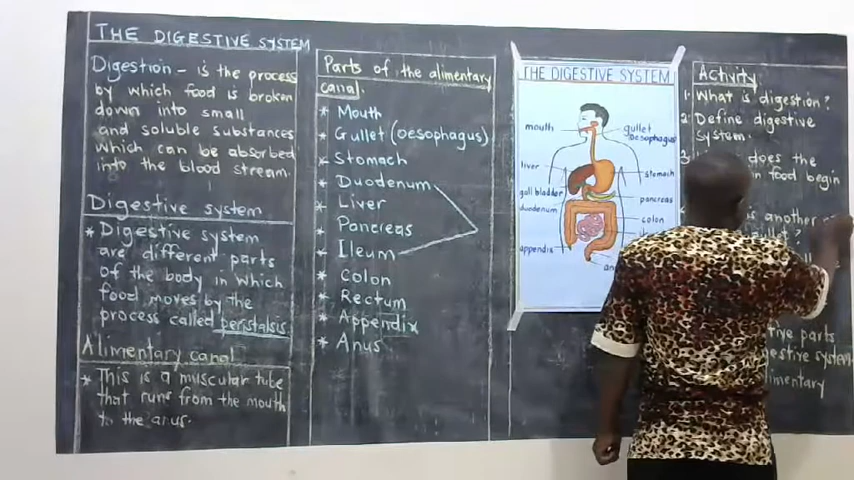 THE DIGESTIVE SYSTEM
Digestion - is the process
by which food is broken
down into small
and soluble substances
which can be absorbed
into the blood stream.
Digestive system
* Digestive system
are different parts
of the body in which
food moves by the
process called peristalsis
Alimentary canal
* This is a muscular tube
that runs from the mouth
to the anus.
Parts of the alimentary
canal.
* Mouth
* Gullet (oesophagus)
* Stomach
* Duodenum
* Liver
* Pancreas
* Ileum
* Colon
* Rectum
* Appendix
* Anus
THE DIGESTIVE SYSTEM
mouth
gullet
oesophagus
liver
stomach
gall bladder
pancreas
duodenum
colon
appendix
Activity
1. What is digestion?
2. Define digestive
system.
does the
food begin
is another
parts
digestive system
alimentary